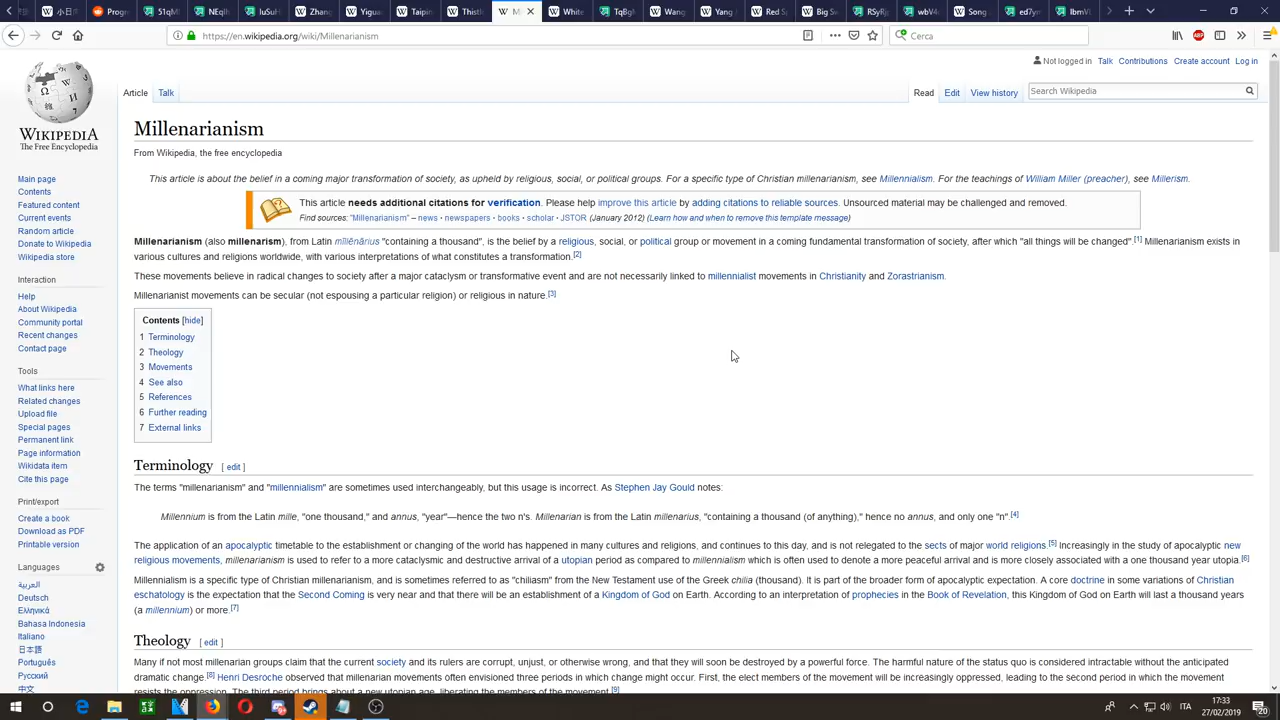 小丘
Progr
51tqM
NEqIh
IuSuH
Zhang
Yigua
Taipin
Thistl
M
White
TqBgh
Wang
Yang
Red S
Big Sw
RSyRj
wbV4
Song
ed7yn
IbmVi
https://en.wikipedia.org/wiki/Millenarianism
Cerca
Not logged in Talk Contributions Create account Log in
Article Talk
Read Edit View history
Search Wikipedia
WIKIPEDIA
The Free Encyclopedia
Main page
Contents
Featured content
Current events
Random article
Donate to Wikipedia
Wikipedia store
Interaction
Help
About Wikipedia
Community portal
Recent changes
Contact page
Tools
What links here
Related changes
Upload file
Special pages
Permanent link
Page information
Wikidata item
Cite this page
Print/export
Create a book
Download as PDF
Printable version
Languages
العربية
Deutsch
Ελληνικά
Bahasa Indonesia
Italiano
日本語
Português
Русский
中文
Millenarianism
From Wikipedia, the free encyclopedia
This article is about the belief in a coming major transformation of society, as upheld by religious, social, or political groups. For a specific type of Christian millenarianism, see Millennialism. For the teachings of William Miller (preacher), see Millerism.
This article needs additional citations for verification. Please help improve this article by adding citations to reliable sources. Unsourced material may be challenged and removed.
Find sources: "Millenarianism" – news · newspapers · books · scholar · JSTOR (January 2012) (Learn how and when to remove this template message)
Millenarianism (also millenarism), from Latin mīllēnārius "containing a thousand", is the belief by a religious, social, or political group or movement in a coming fundamental transformation of society, after which "all things will be changed".[1] Millenarianism exists in
various cultures and religions worldwide, with various interpretations of what constitutes a transformation.[2]
These movements believe in radical changes to society after a major cataclysm or transformative event and are not necessarily linked to millennialist movements in Christianity and Zorastrianism.
Millenarianist movements can be secular (not espousing a particular religion) or religious in nature.[3]
Contents [hide]
1 Terminology
2 Theology
3 Movements
4 See also
5 References
6 Further reading
7 External links
Terminology [ edit ]
The terms "millenarianism" and "millennialism" are sometimes used interchangeably, but this usage is incorrect. As Stephen Jay Gould notes:
Millennium is from the Latin mille, "one thousand," and annus, "year"—hence the two n's. Millenarian is from the Latin millenarius, "containing a thousand (of anything)," hence no annus, and only one "n".[4]
The application of an apocalyptic timetable to the establishment or changing of the world has happened in many cultures and religions, and continues to this day, and is not relegated to the sects of major world religions.[5] Increasingly in the study of apocalyptic new
religious movements, millenarianism is used to refer to a more cataclysmic and destructive arrival of a utopian period as compared to millennialism which is often used to denote a more peaceful arrival and is more closely associated with a one thousand year utopia.[6]
Millennialism is a specific type of Christian millenarianism, and is sometimes referred to as "chiliasm" from the New Testament use of the Greek chilia (thousand). It is part of the broader form of apocalyptic expectation. A core doctrine in some variations of Christian
eschatology is the expectation that the Second Coming is very near and that there will be an establishment of a Kingdom of God on Earth. According to an interpretation of prophecies in the Book of Revelation, this Kingdom of God on Earth will last a thousand years
(a millennium) or more.[7]
Theology [ edit ]
Many if not most millenarian groups claim that the current society and its rulers are corrupt, unjust, or otherwise wrong, and that they will soon be destroyed by a powerful force. The harmful nature of the status quo is considered intractable without the anticipated
dramatic change.[8] Henri Desroche observed that millenarian movements often envisioned three periods in which change might occur. First, the elect members of the movement will be increasingly oppressed, leading to the second period in which the movement
resists the oppression. The third period brings about a new utopian age, liberating the members of the movement.[9]
ITA
17:33
27/02/2019
20